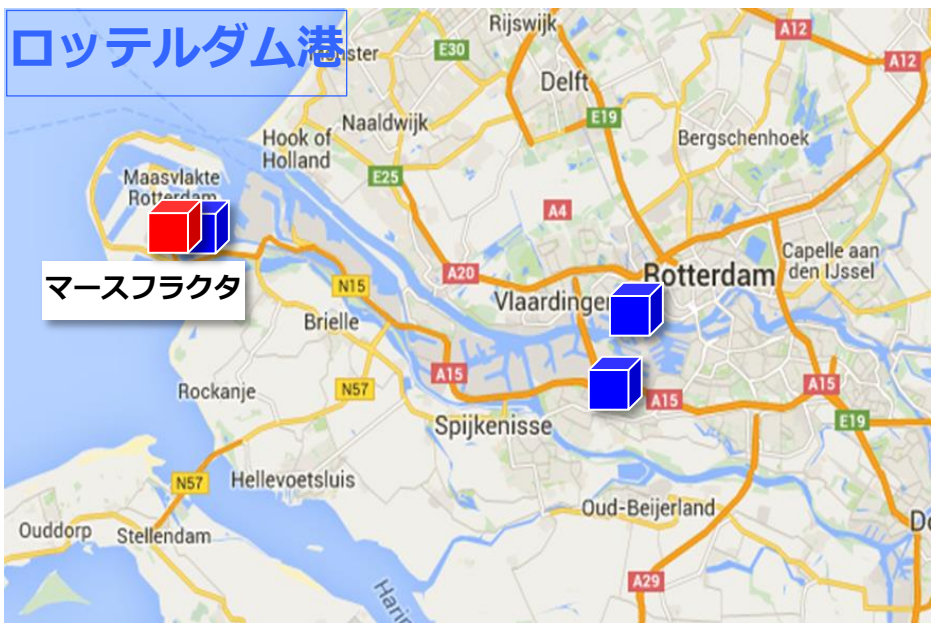 ロッテルダム港
Rijswijk
A12
E30
A12
Delft
E19
Naaldwijk
Bergschenhoek
Hook of
Holland
E25
Maasvlakte
Rotterdam
A4
Capelle aan
den IJssel
A20
Rotterdam
マースフラクタ
N15
Vlaardingen
Brielle
A15
A15
N57
Rockanje
A15
E19
Spijkenisse
N57
Hellevoetsluis
Oud-Beijerland
Ouddorp
Stellendam
A29